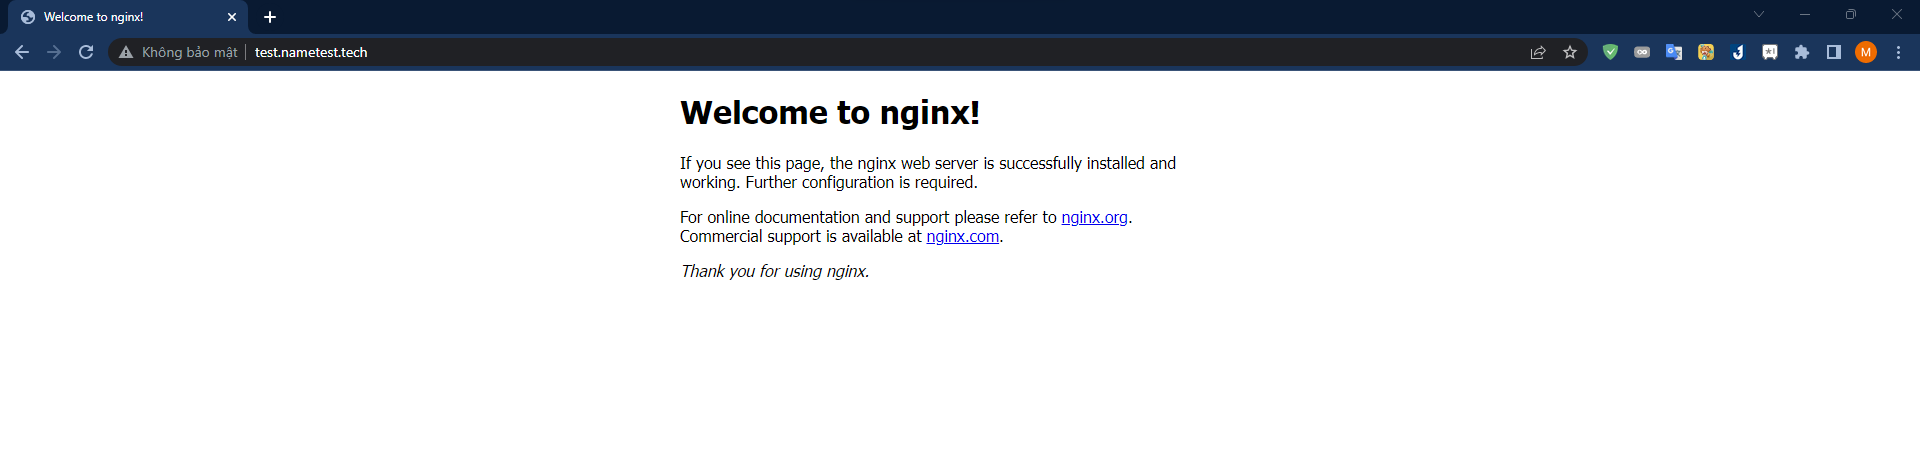 Welcome to nginx!
Không bảo mật test.nametest.tech
M
Welcome to nginx!
If you see this page, the nginx web server is successfully installed and
working. Further configuration is required.
For online documentation and support please refer to nginx.org.
Commercial support is available at nginx.com.
Thank you for using nginx.